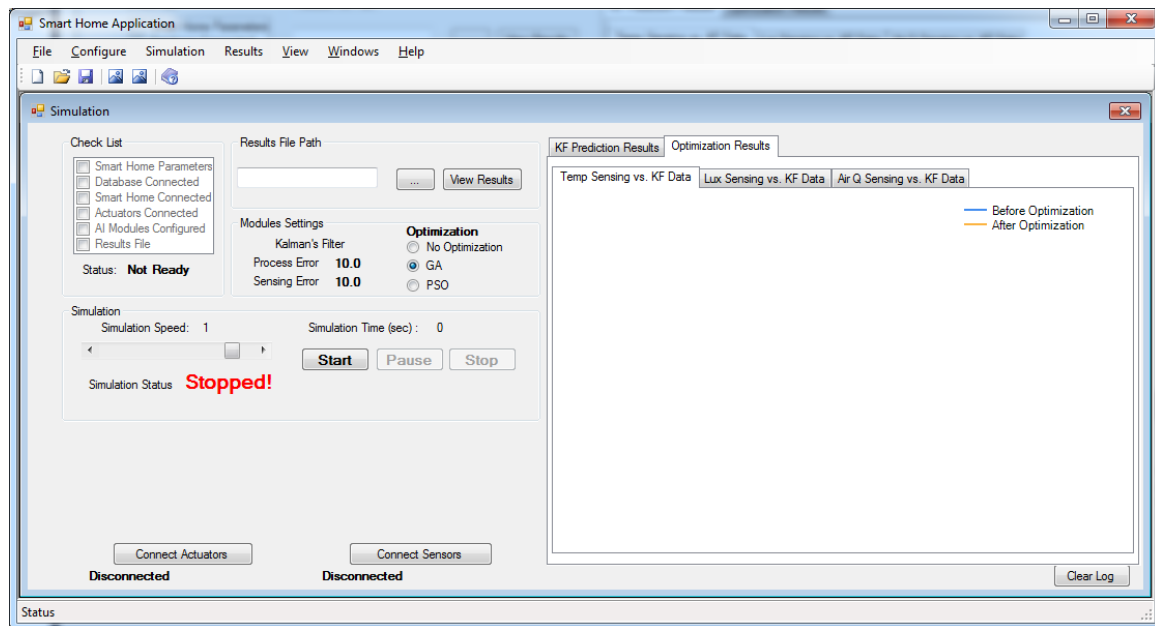 Smart Home Application
File Configure Simulation Results View Windows Help
Simulation
Check List
Smart Home Parameters
Database Connected
Smart Home Connected
Actuators Connected
AI Modules Configured
Results File
Status: Not Ready
Results File Path
... View Results
Modules Settings
Kalman's Filter
Process Error 10.0
Sensing Error 10.0
Optimization
No Optimization
GA
PSO
Simulation
Simulation Speed: 1
Simulation Time (sec) : 0
Start Pause Stop
Simulation Status Stopped!
Connect Actuators
Disconnected
Connect Sensors
Disconnected
KF Prediction Results Optimization Results
Temp Sensing vs. KF Data Lux Sensing vs. KF Data Air Q Sensing vs. KF Data
Before Optimization
After Optimization
Clear Log
Status